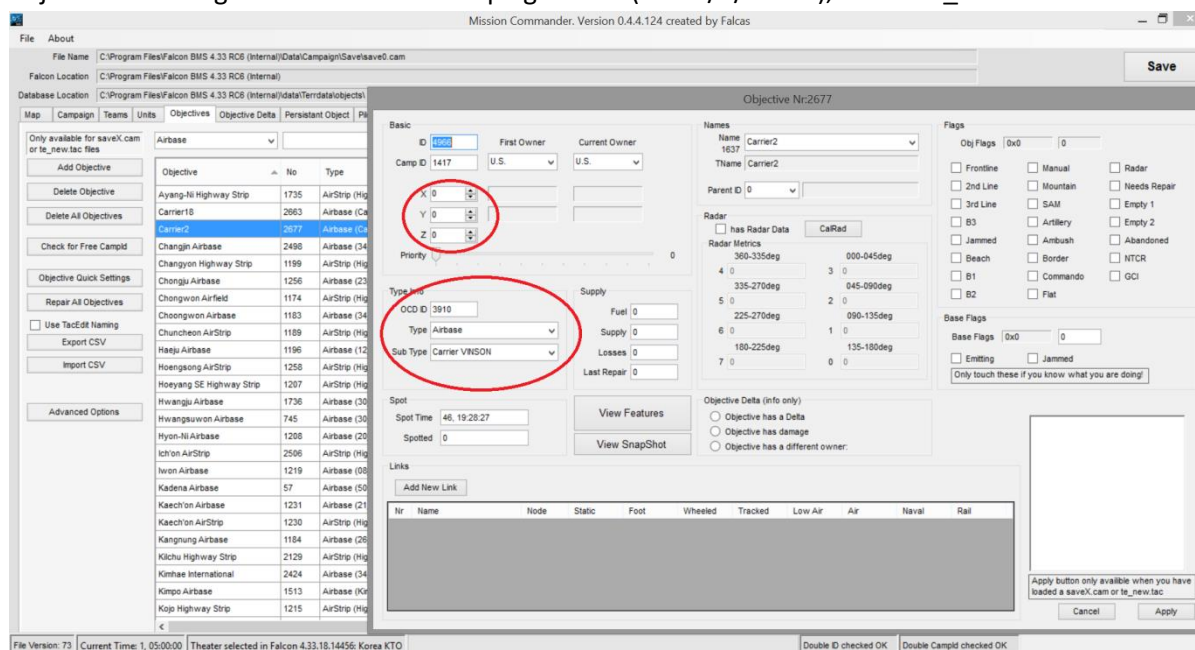 Mission Commander. Version 0.4.4.124 created by Falcas
File About
File Name C:\Program Files\Falcon BMS 4.33 RC6 (Internal)\Data\Campaign\Save\save0.cam
Falcon Location C:\Program Files\Falcon BMS 4.33 RC6 (Internal)
Save
Database Location C:\Program Files\Falcon BMS 4.33 RC6 (Internal)\data\Terrdata\objects\
Map Campaign Teams Units Objectives Objective Delta Persistant Object
Only available for saveX.cam
or te_new.tac files
Add Objective
Delete Objective
Delete All Objectives
Check for Free CampId
Objective Quick Settings
Repair All Objectives
Use TacEdit Naming
Export CSV
Import CSV
Advanced Options
Airbase
Objective No Type
Ayang-Ni Highway Strip 1735 AirStrip (Hig
Carrier18 2663 Airbase (Ca
Carrier2 2677 Airbase (Ca
Changjin Airbase 2498 Airbase (34
Changyon Highway Strip 1199 AirStrip (Hig
Chongju Airbase 1256 Airbase (23
Chongwon Airfield 1174 AirStrip (Hig
Choongwon Airbase 1183 Airbase (34
Chuncheon AirStrip 1189 AirStrip (Hig
Haeju Airbase 1196 Airbase (12
Hoengsong AirStrip 1258 AirStrip (Hig
Hoeyang SE Highway Strip 1207 AirStrip (Hig
Hwangju Airbase 1736 Airbase (30
Hwangsuwon Airbase 745 Airbase (30
Hyon-Ni Airbase 1208 Airbase (20
Ich'on AirStrip 2506 AirStrip (Hig
Iwon Airbase 1219 Airbase (08
Kadena Airbase 57 Airbase (50
Kaech'on Airbase 1231 Airbase (21
Kaech'on AirStrip 1230 AirStrip (Hig
Kangnung Airbase 1184 Airbase (26
Kilchu Highway Strip 2129 AirStrip (Hig
Kimhae International 2424 Airbase (34
Kimpo Airbase 1513 Airbase (Kir
Kojo Highway Strip 1215 AirStrip (Hig
Objective Nr:2677
Basic
ID 4966 First Owner Current Owner
Camp ID 1417 U.S. U.S.
X 0
Y 0
Z 0
Priority 0
Type Info
OCD ID 3910
Type Airbase
Sub Type Carrier VINSON
Supply
Fuel 0
Supply 0
Losses 0
Last Repair 0
Spot
Spot Time 46, 19:28:27
Spotted 0
View Features
View SnapShot
Names
Name Carrier2
1637
TName Carrier2
Parent ID 0
Radar
has Radar Data CalRad
Radar Metrics
360-335deg 000-045deg
4 0 3 0
335-270deg 045-090deg
5 0 2 0
225-270deg 090-135deg
6 0 1 0
180-225deg 135-180deg
7 0 0 0
Objective Delta (info only)
Objective has a Delta
Objective has damage
Objective has a different owner:
Flags
Obj Flags 0x0 0
Frontline Manual Radar
2nd Line Mountain Needs Repair
3rd Line SAM Empty 1
B3 Artillery Empty 2
Jammed Ambush Abandoned
Beach Border NTCR
B1 Commando GCI
B2 Flat
Base Flags
Base Flags 0x0 0
Emitting Jammed
Only touch these if you know what you are doing!
Links
Add New Link
Nr Name Node Static Foot Wheeled Tracked Low Air Air Naval Rail
Apply button only availible when you have
loaded a saveX.cam or te_new.tac
Cancel Apply
File Version: 73 Current Time: 1, 05:00:00 Theater selected in Falcon 4.33.18.14456: Korea KTO Double ID checked OK Double CampId checked OK